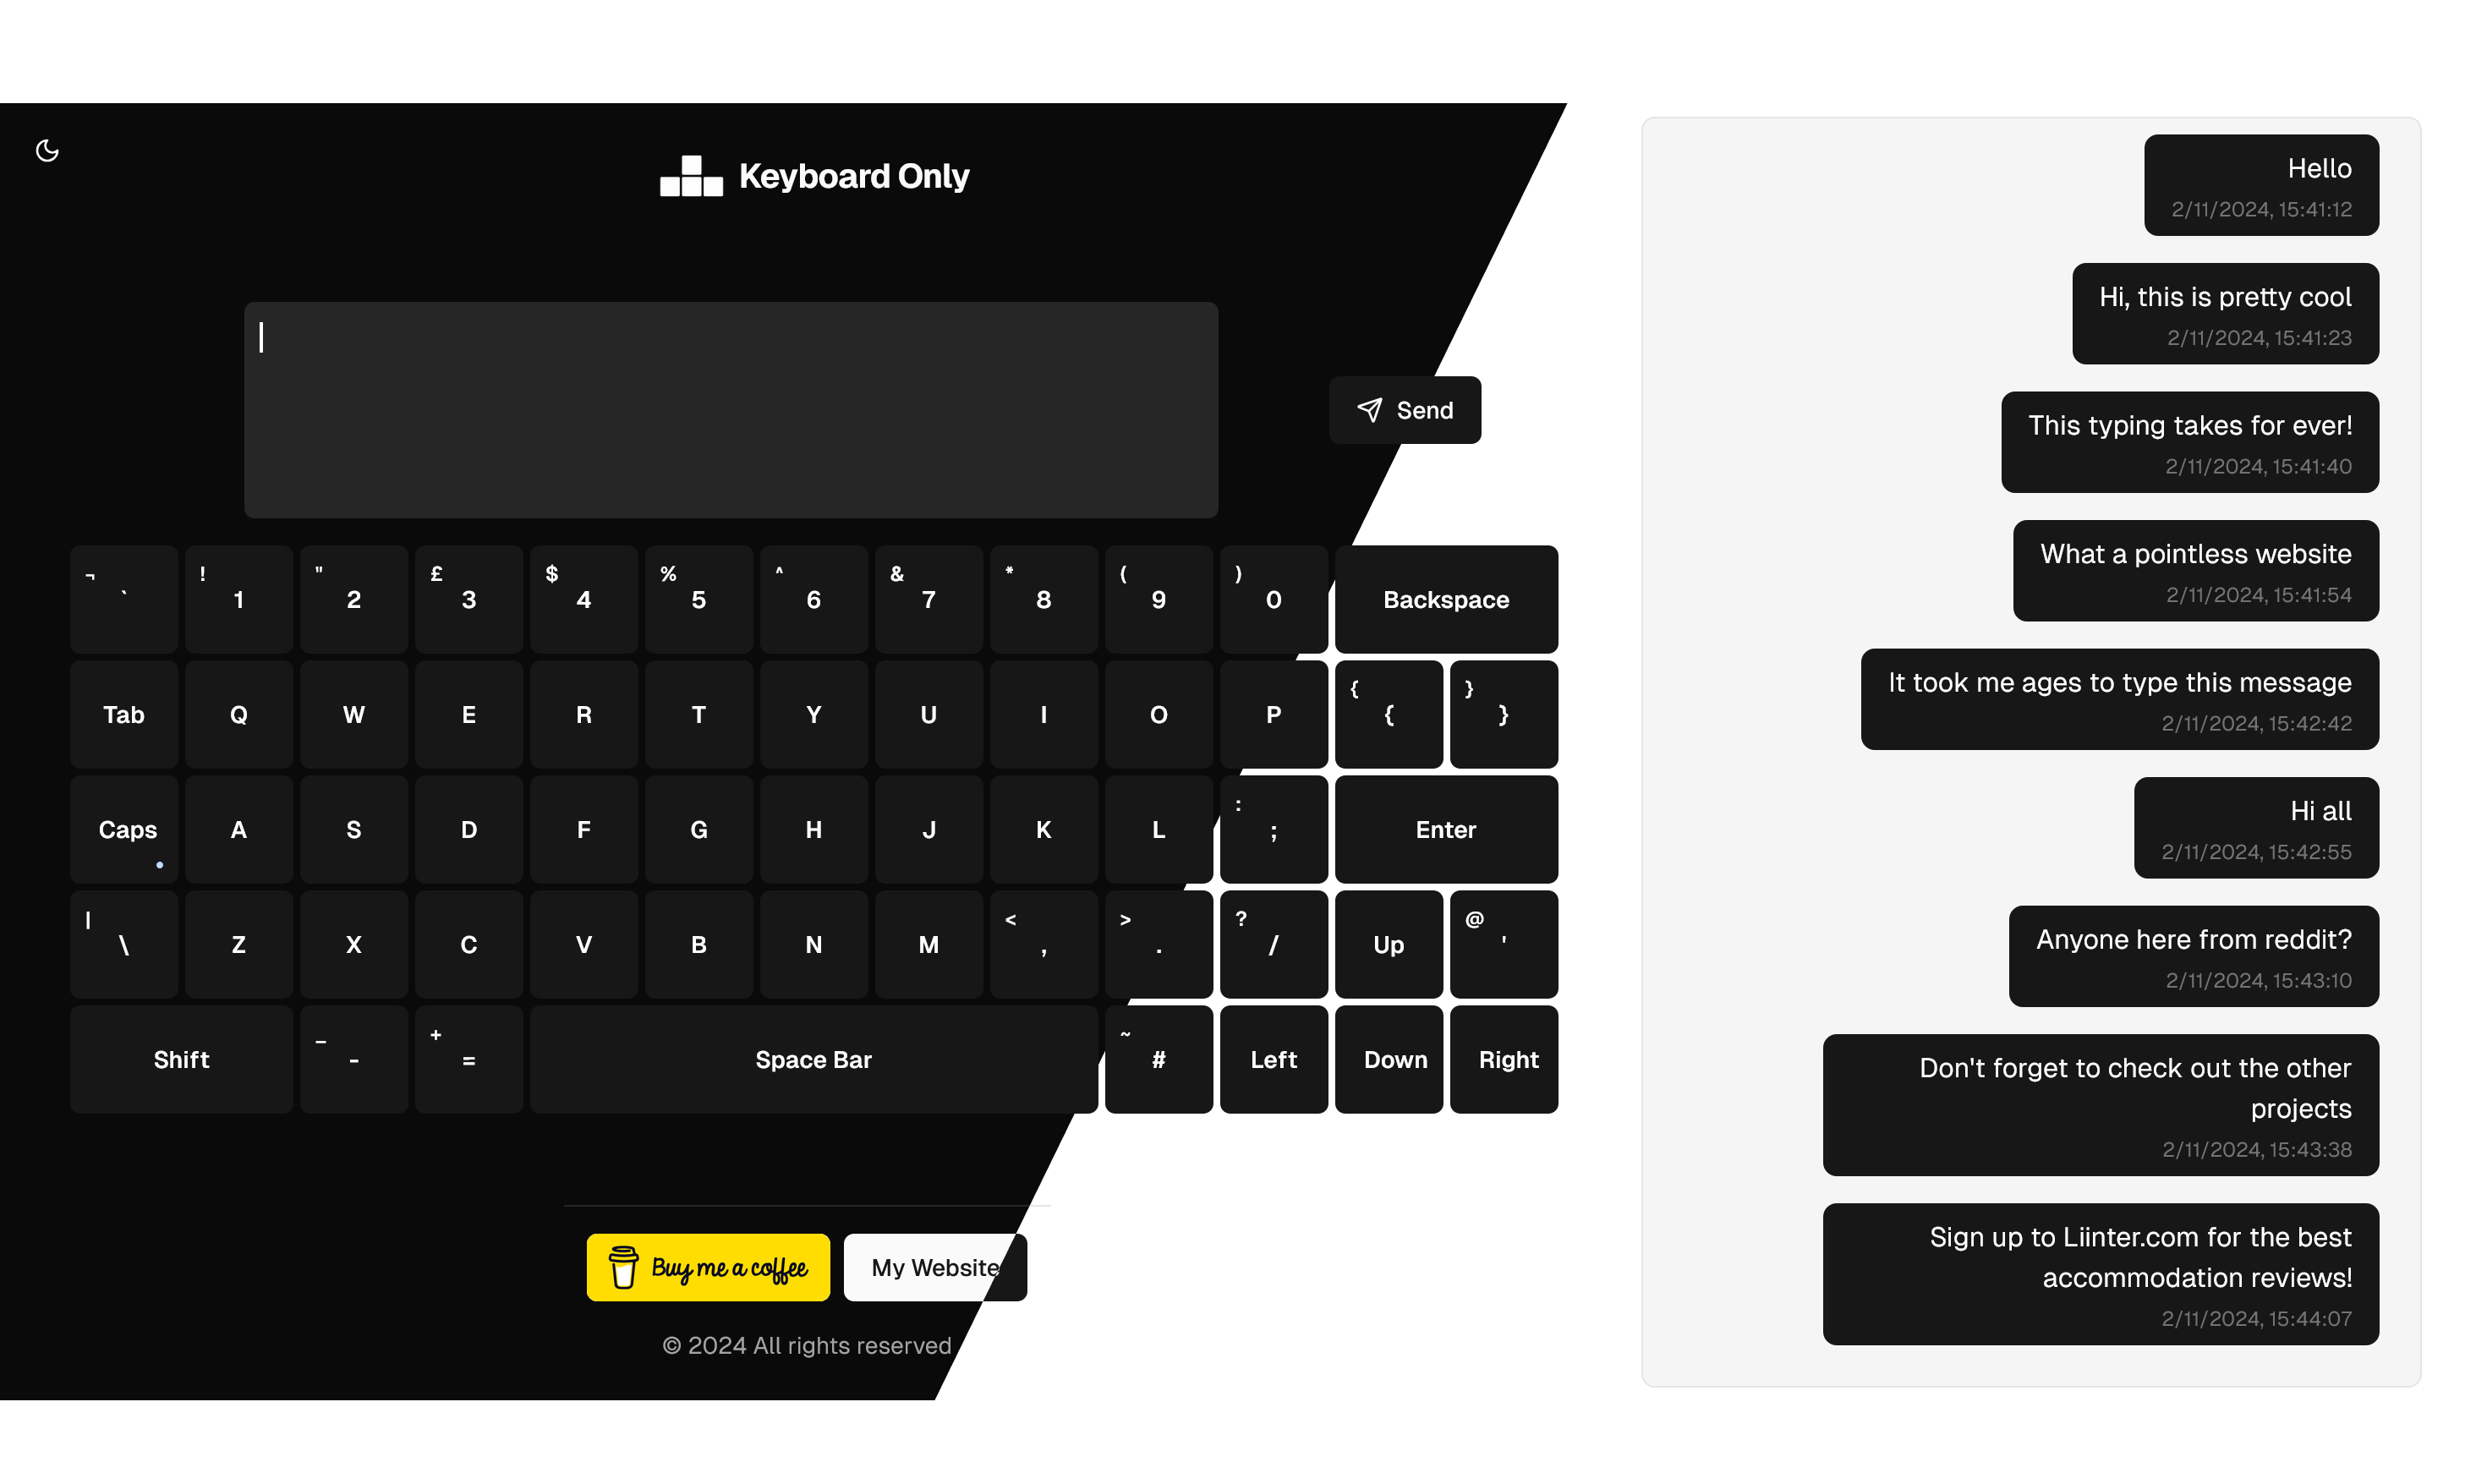 Keyboard Only
Send
¬ `
! 1
" 2
£ 3
$ 4
% 5
^ 6
& 7
* 8
( 9
) 0
Backspace
Tab
Q
W
E
R
T
Y
U
I
O
P
{ {
} }
Caps
A
S
D
F
G
H
J
K
L
: ;
Enter
| \
Z
X
C
V
B
N
M
< ,
> .
? /
Up
@ '
Shift
_ -
+ =
Space Bar
~ #
Left
Down
Right
Buy me a coffee
My Website
© 2024 All rights reserved
Hello
2/11/2024, 15:41:12
Hi, this is pretty cool
2/11/2024, 15:41:23
This typing takes for ever!
2/11/2024, 15:41:40
What a pointless website
2/11/2024, 15:41:54
It took me ages to type this message
2/11/2024, 15:42:42
Hi all
2/11/2024, 15:42:55
Anyone here from reddit?
2/11/2024, 15:43:10
Don't forget to check out the other
projects
2/11/2024, 15:43:38
Sign up to Liinter.com for the best
accommodation reviews!
2/11/2024, 15:44:07